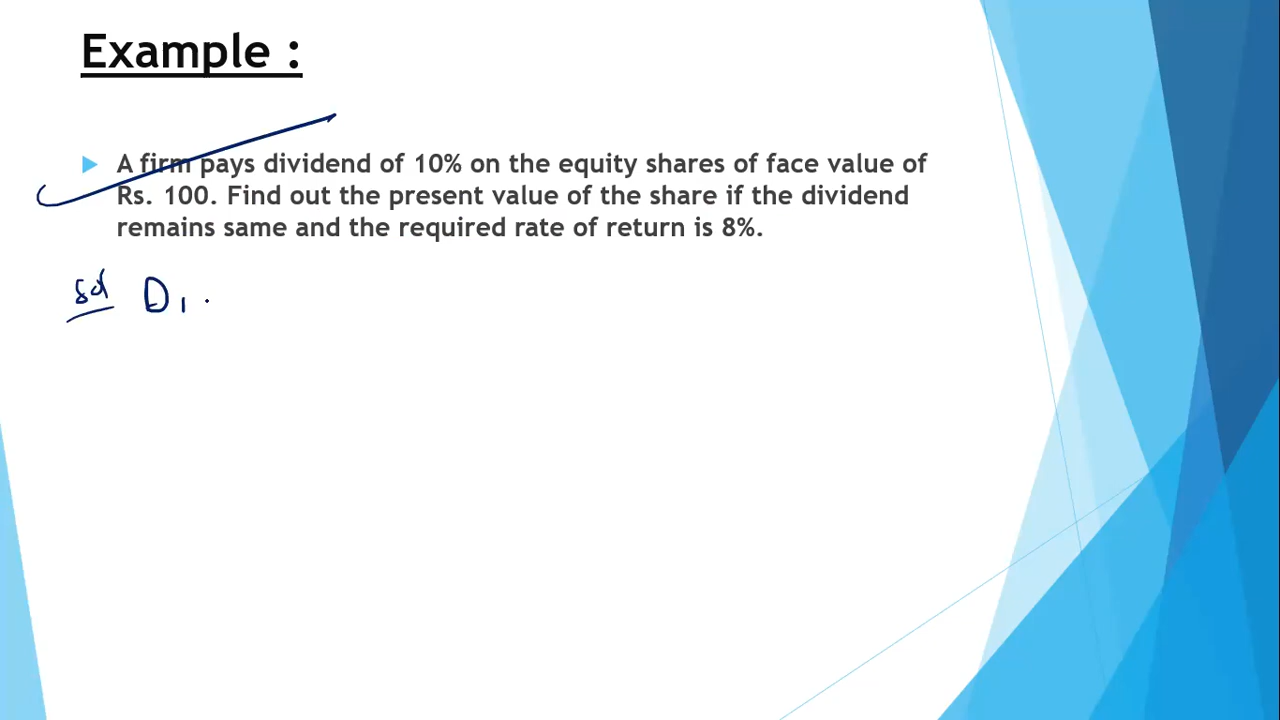 Example :
A firm pays dividend of 10% on the equity shares of face value of
Rs. 100. Find out the present value of the share if the dividend
remains same and the required rate of return is 8%.
Sol D₁